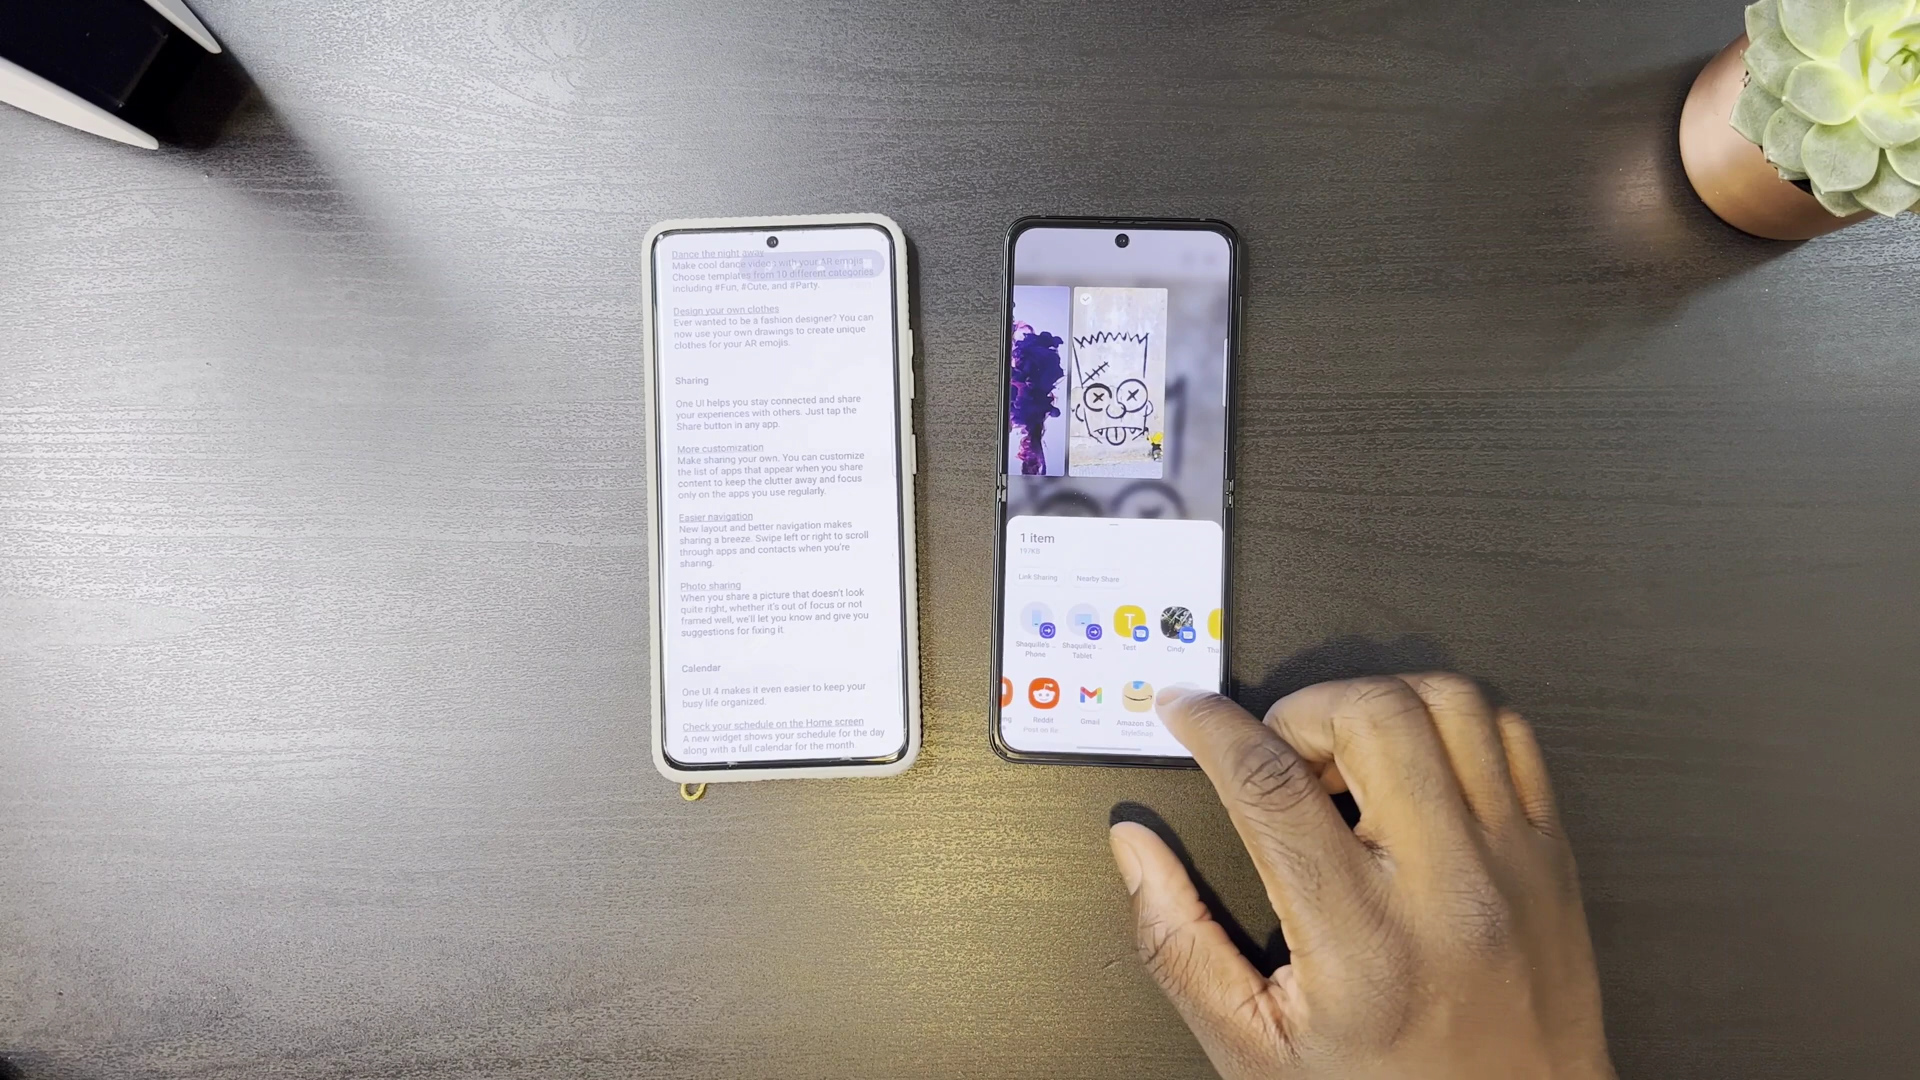 Dance the night away
Make cool dance videos with your AR emojis.
Choose templates from 10 different categories
including #Fun, #Cute, and #Party.
Design your own clothes
Ever wanted to be a fashion designer? You can
now use your own drawings to create unique
clothes for your AR emojis.
Sharing
One UI helps you stay connected and share
your experiences with others. Just tap the
Share button in any app.
More customization
Make sharing your own. You can customize
the list of apps that appear when you share
content to keep the clutter away and focus
only on the apps you use regularly.
Easier navigation
New layout and better navigation makes
sharing a breeze. Swipe left or right to scroll
through apps and contacts when you're
sharing.
Photo sharing
When you share a picture that doesn't look
quite right, whether it's out of focus or not
framed well, we'll let you know and give you
suggestions for fixing it.
Calendar
One UI 4 makes it even easier to keep your
busy life organized.
Check your schedule on the Home screen
A new widget shows your schedule for the day
along with a full calendar for the month
1 item
197KB
Link Sharing Nearby Share
T
Shaquille's ... Shaquille's ... Test Cindy
Phone Tablet
Reddit Gmail Amazon Sh...
Post on Re